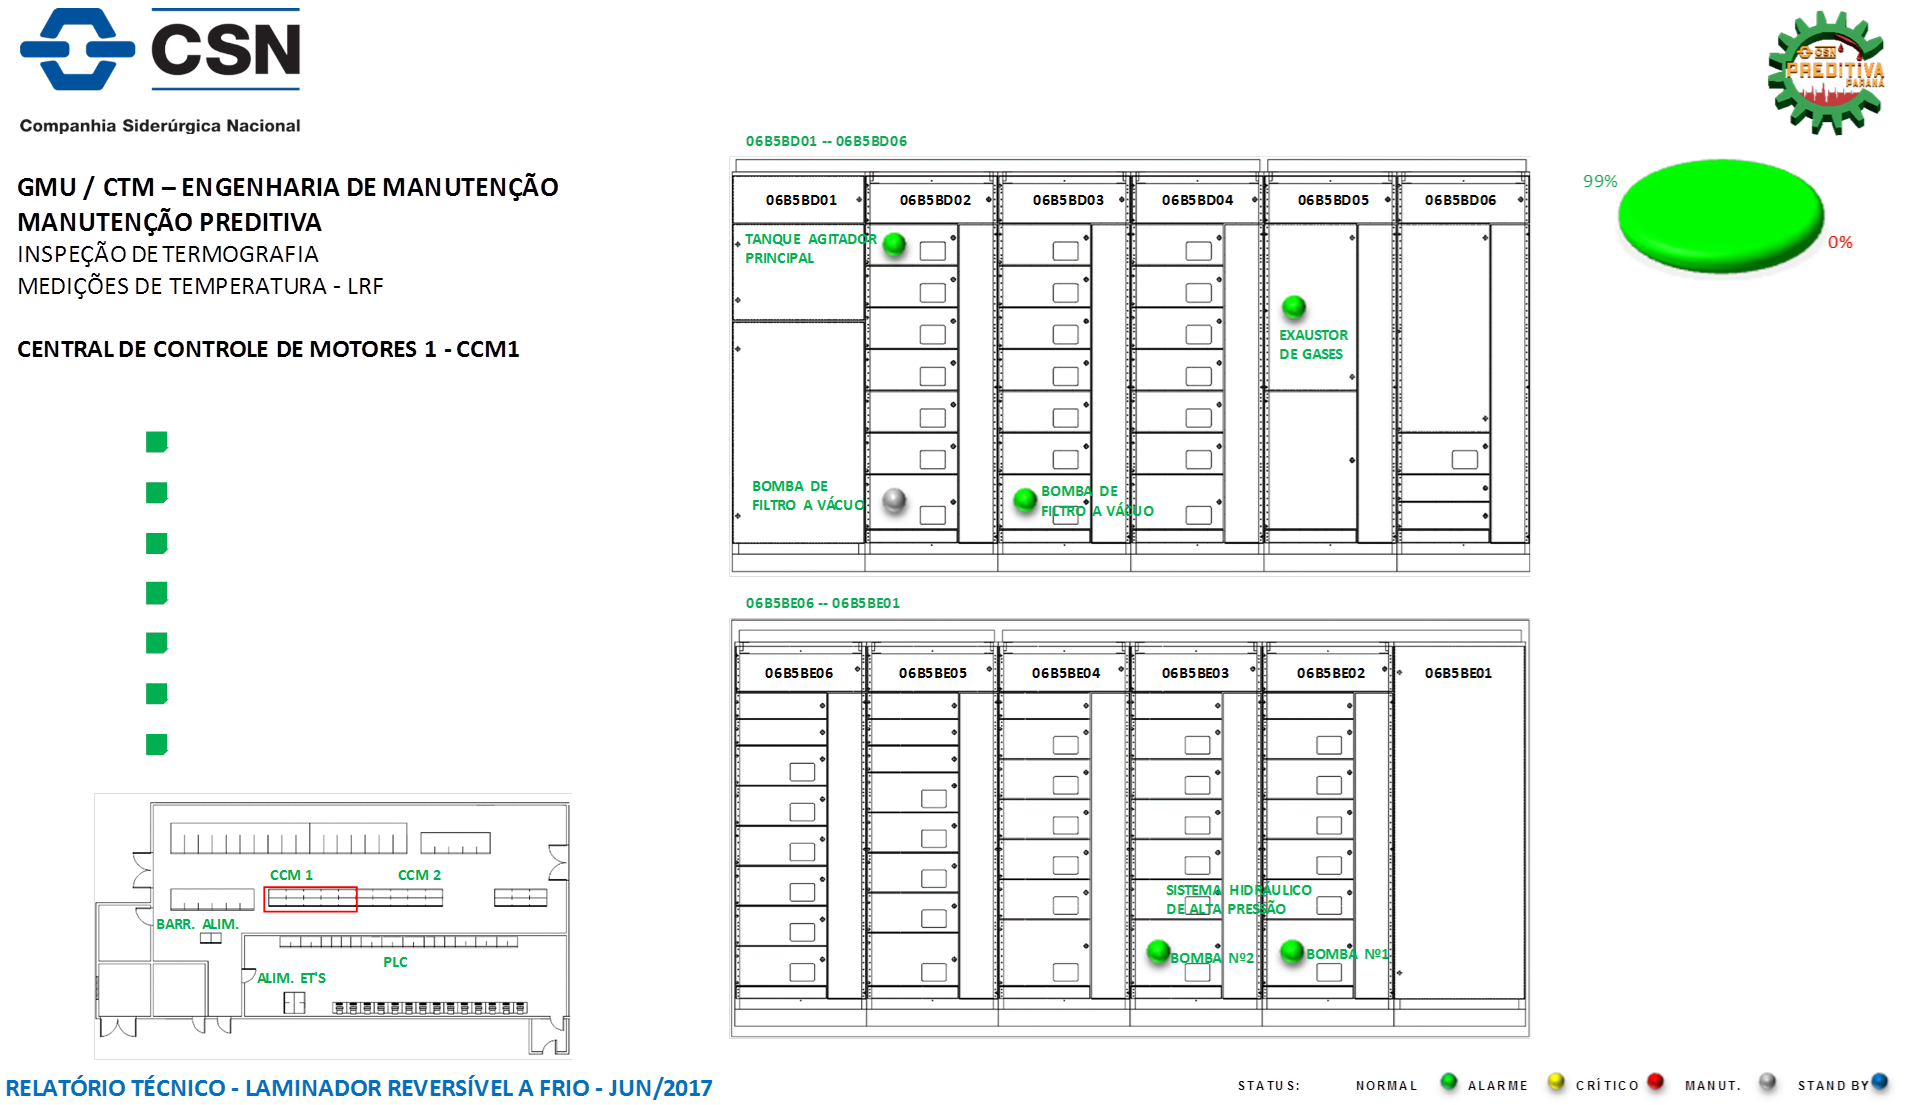 CSN
Companhia Siderúrgica Nacional
CSN
PREDITIVA
PARANÁ
GMU / CTM – ENGENHARIA DE MANUTENÇÃO
MANUTENÇÃO PREDITIVA
INSPEÇÃO DE TERMOGRAFIA
MEDIÇÕES DE TEMPERATURA - LRF
CENTRAL DE CONTROLE DE MOTORES 1 - CCM1
99%
0%
06B5BD01 -- 06B5BD06
06B5BD01
06B5BD02
06B5BD03
06B5BD04
06B5BD05
06B5BD06
TANQUE AGITADOR
PRINCIPAL
EXAUSTOR
DE GASES
BOMBA DE
FILTRO A VÁCUO
BOMBA DE
FILTRO A VÁCUO
06B5BE06 -- 06B5BE01
06B5BE06
06B5BE05
06B5BE04
06B5BE03
06B5BE02
06B5BE01
SISTEMA HIDRÁULICO
DE ALTA PRESSÃO
BOMBA Nº2
BOMBA Nº1
CCM 1
CCM 2
BARR. ALIM.
PLC
ALIM. ET'S
RELATÓRIO TÉCNICO - LAMINADOR REVERSÍVEL A FRIO - JUN/2017
STATUS: NORMAL ALARME CRÍTICO MANUT. STAND BY